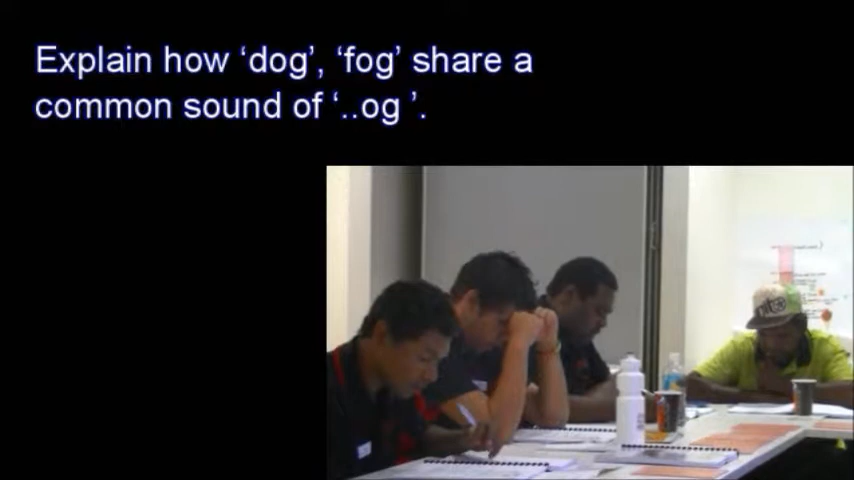 Explain how ‘dog’, ‘fog’ share a
common sound of ‘..og ’.